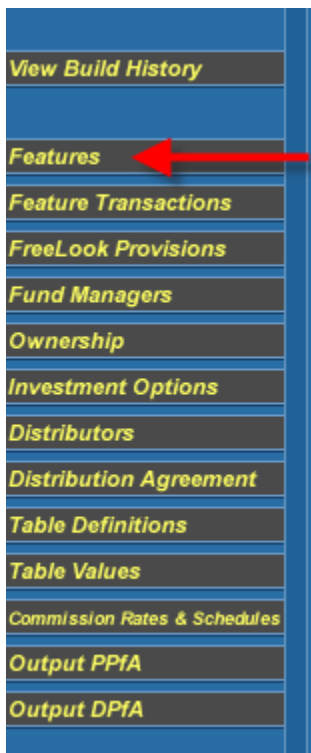 View Build History
Features
Feature Transactions
FreeLook Provisions
Fund Managers
Ownership
Investment Options
Distributors
Distribution Agreement
Table Definitions
Table Values
Commission Rates & Schedules
Output PPfA
Output DPfA